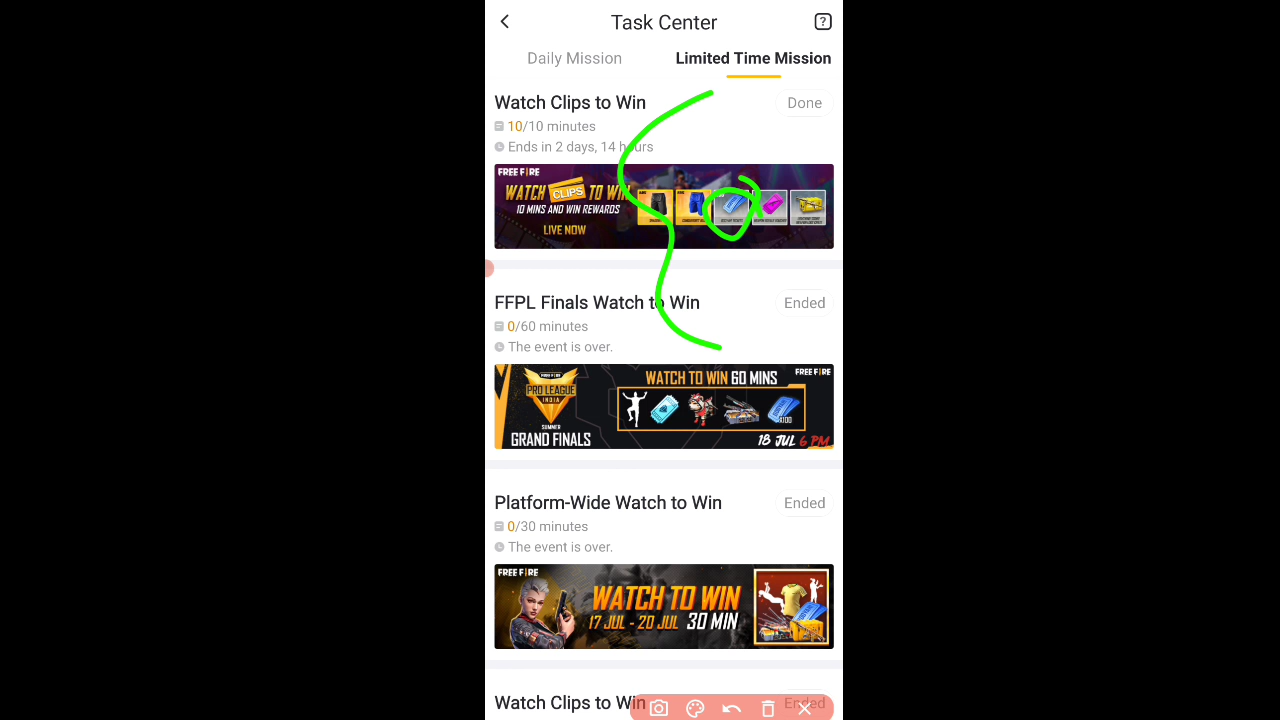 Task Center
Daily Mission
Limited Time Mission
Watch Clips to Win
Done
10/10 minutes
Ends in 2 days, 14 hours
FREE FIRE
WATCH CLIPS TO WIN
10 MINS AND WIN REWARDS
LIVE NOW
FFPL Finals Watch to Win
Ended
0/60 minutes
The event is over.
FREE FIRE
PRO LEAGUE
INDIA
SUMMER
GRAND FINALS
WATCH TO WIN 60 MINS
FREE FIRE
X100
18 JUL 6 PM
Platform-Wide Watch to Win
Ended
0/30 minutes
The event is over.
FREE FIRE
WATCH TO WIN
17 JUL - 20 JUL 30 MIN
Watch Clips to Win
Ended